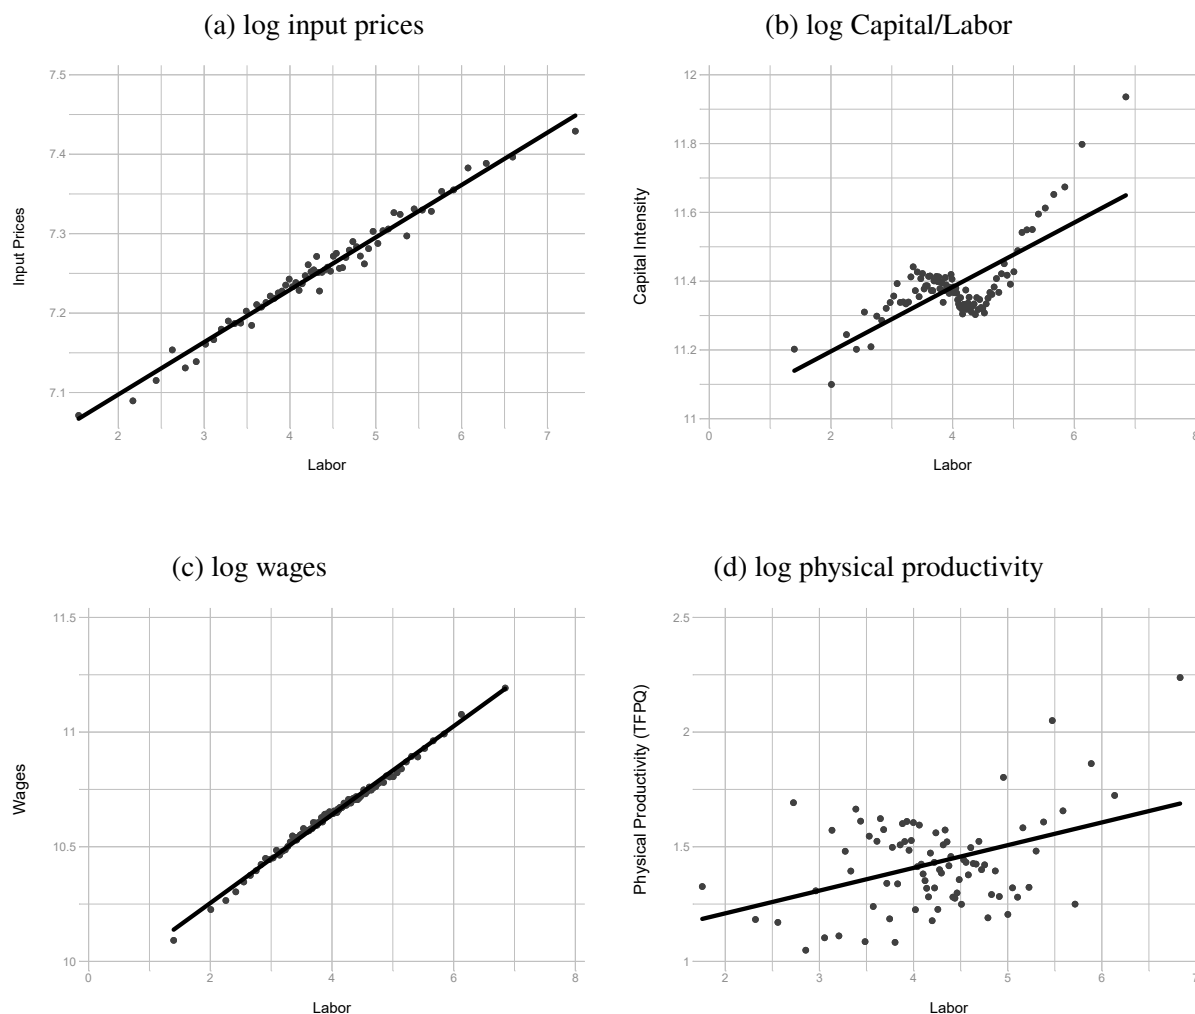 (a) log input prices
(b) log Capital/Labor
7.5
7.4
7.3
7.2
7.1
2 3 4 5 6 7
Input Prices
Labor
12
11.8
11.6
11.4
11.2
11
0 2 4 6 8
Capital Intensity
Labor
(c) log wages
(d) log physical productivity
11.5
11
10.5
10
0 2 4 6 8
Wages
Labor
2.5
2
1.5
1
2 3 4 5 6 7
Physical Productivity (TFPQ)
Labor